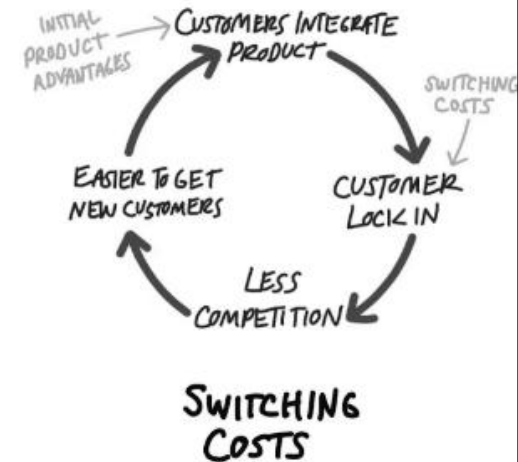 INITIAL
PRODUCT
ADVANTAGES
CUSTOMERS INTEGRATE
PRODUCT
SWITCHING
COSTS
CUSTOMER
LOCK IN
LESS
COMPETITION
EASIER TO GET
NEW CUSTOMERS
SWITCHING
COSTS